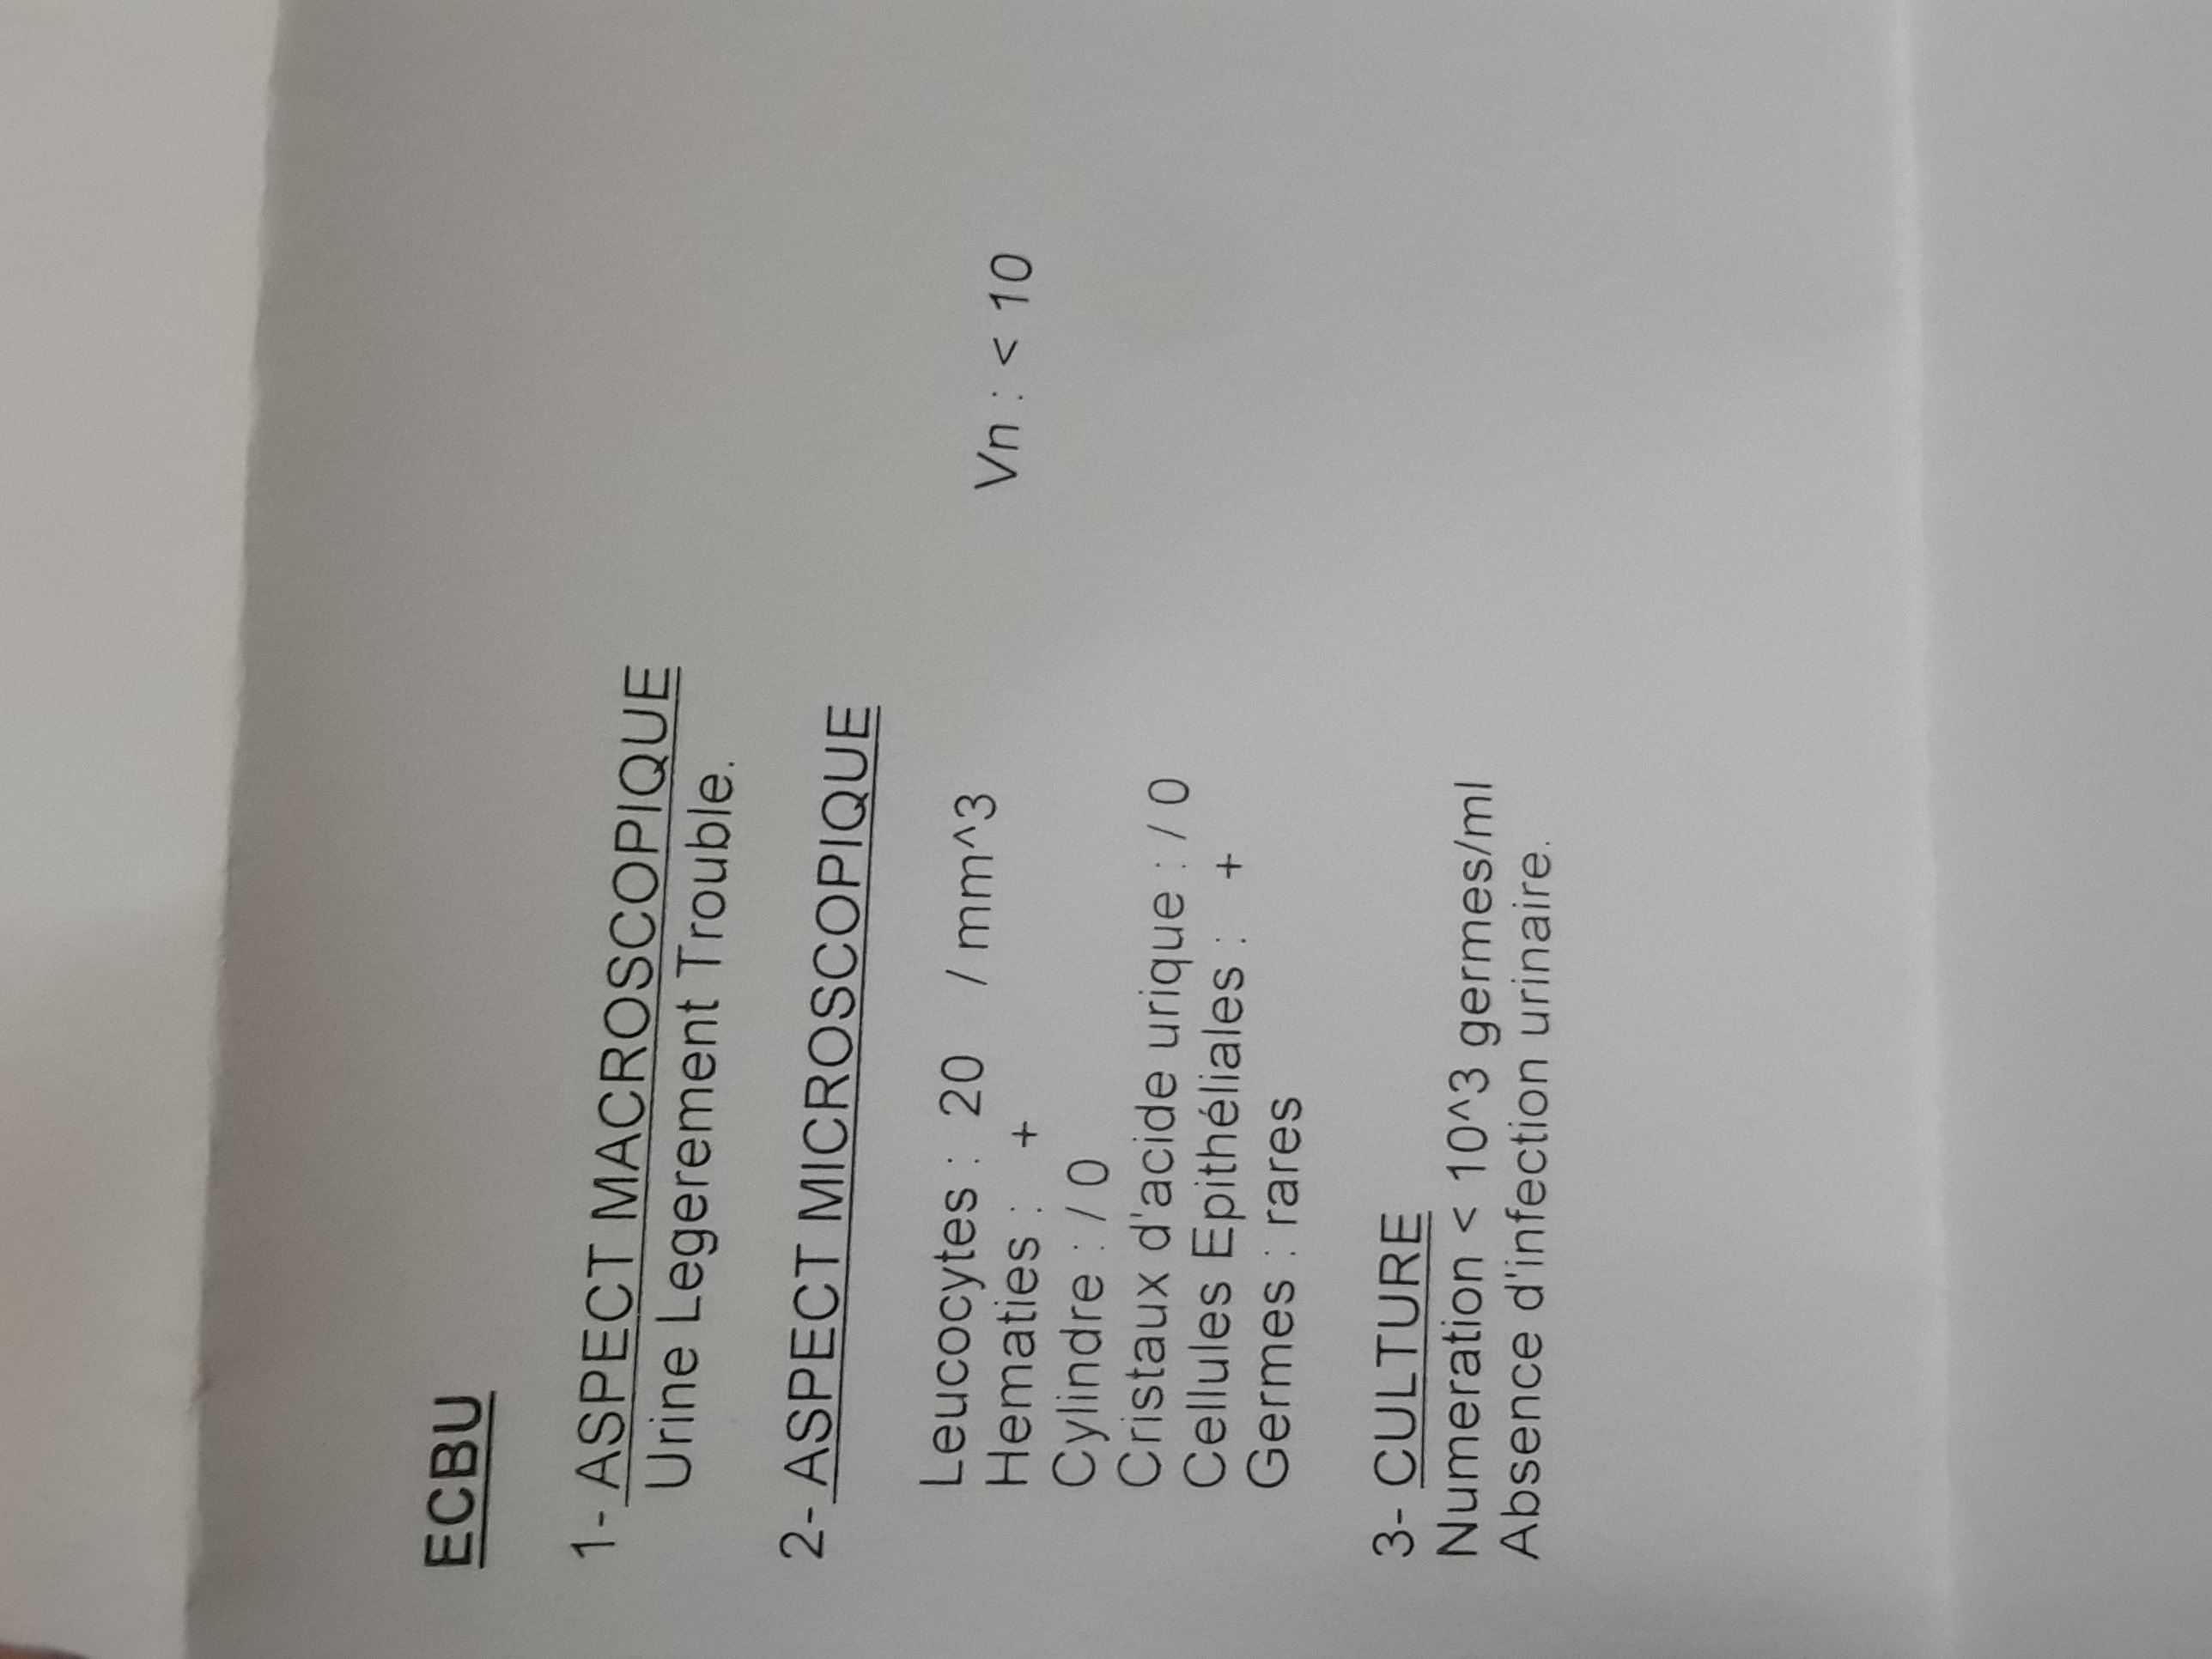 ECBU
1- ASPECT MACROSCOPIQUE
Urine Legerement Trouble.
2- ASPECT MICROSCOPIQUE
Leucocytes : 20 / mm^3 Vn : < 10
Hematies : +
Cylindre : / 0
Cristaux d'acide urique : / 0
Cellules Epithéliales : +
Germes : rares
3- CULTURE
Numeration < 10^3 germes/ml
Absence d'infection urinaire.